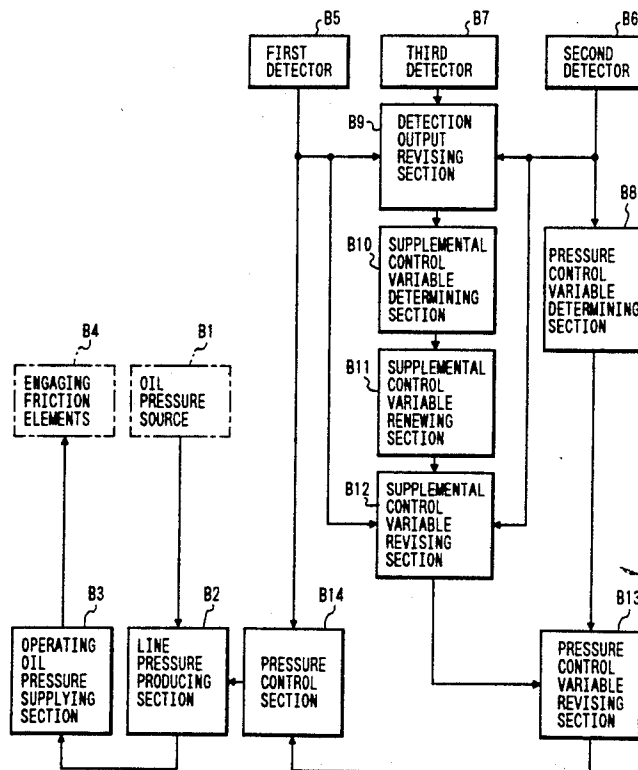 B5
B7
B6
FIRST
DETECTOR
THIRD
DETECTOR
SECOND
DETECTOR
B9
DETECTION
OUTPUT
REVISING
SECTION
B8
B10
SUPPLEMENTAL
CONTROL
VARIABLE
DETERMINING
SECTION
PRESSURE
CONTROL
VARIABLE
DETERMINING
SECTION
B4
B1
ENGAGING
FRICTION
ELEMENTS
OIL
PRESSURE
SOURCE
B11
SUPPLEMENTAL
CONTROL
VARIABLE
RENEWING
SECTION
B12
SUPPLEMENTAL
CONTROL
VARIABLE
REVISING
SECTION
B3
B2
B14
B13
OPERATING
OIL
PRESSURE
SUPPLYING
SECTION
LINE
PRESSURE
PRODUCING
SECTION
PRESSURE
CONTROL
SECTION
PRESSURE
CONTROL
VARIABLE
REVISING
SECTION